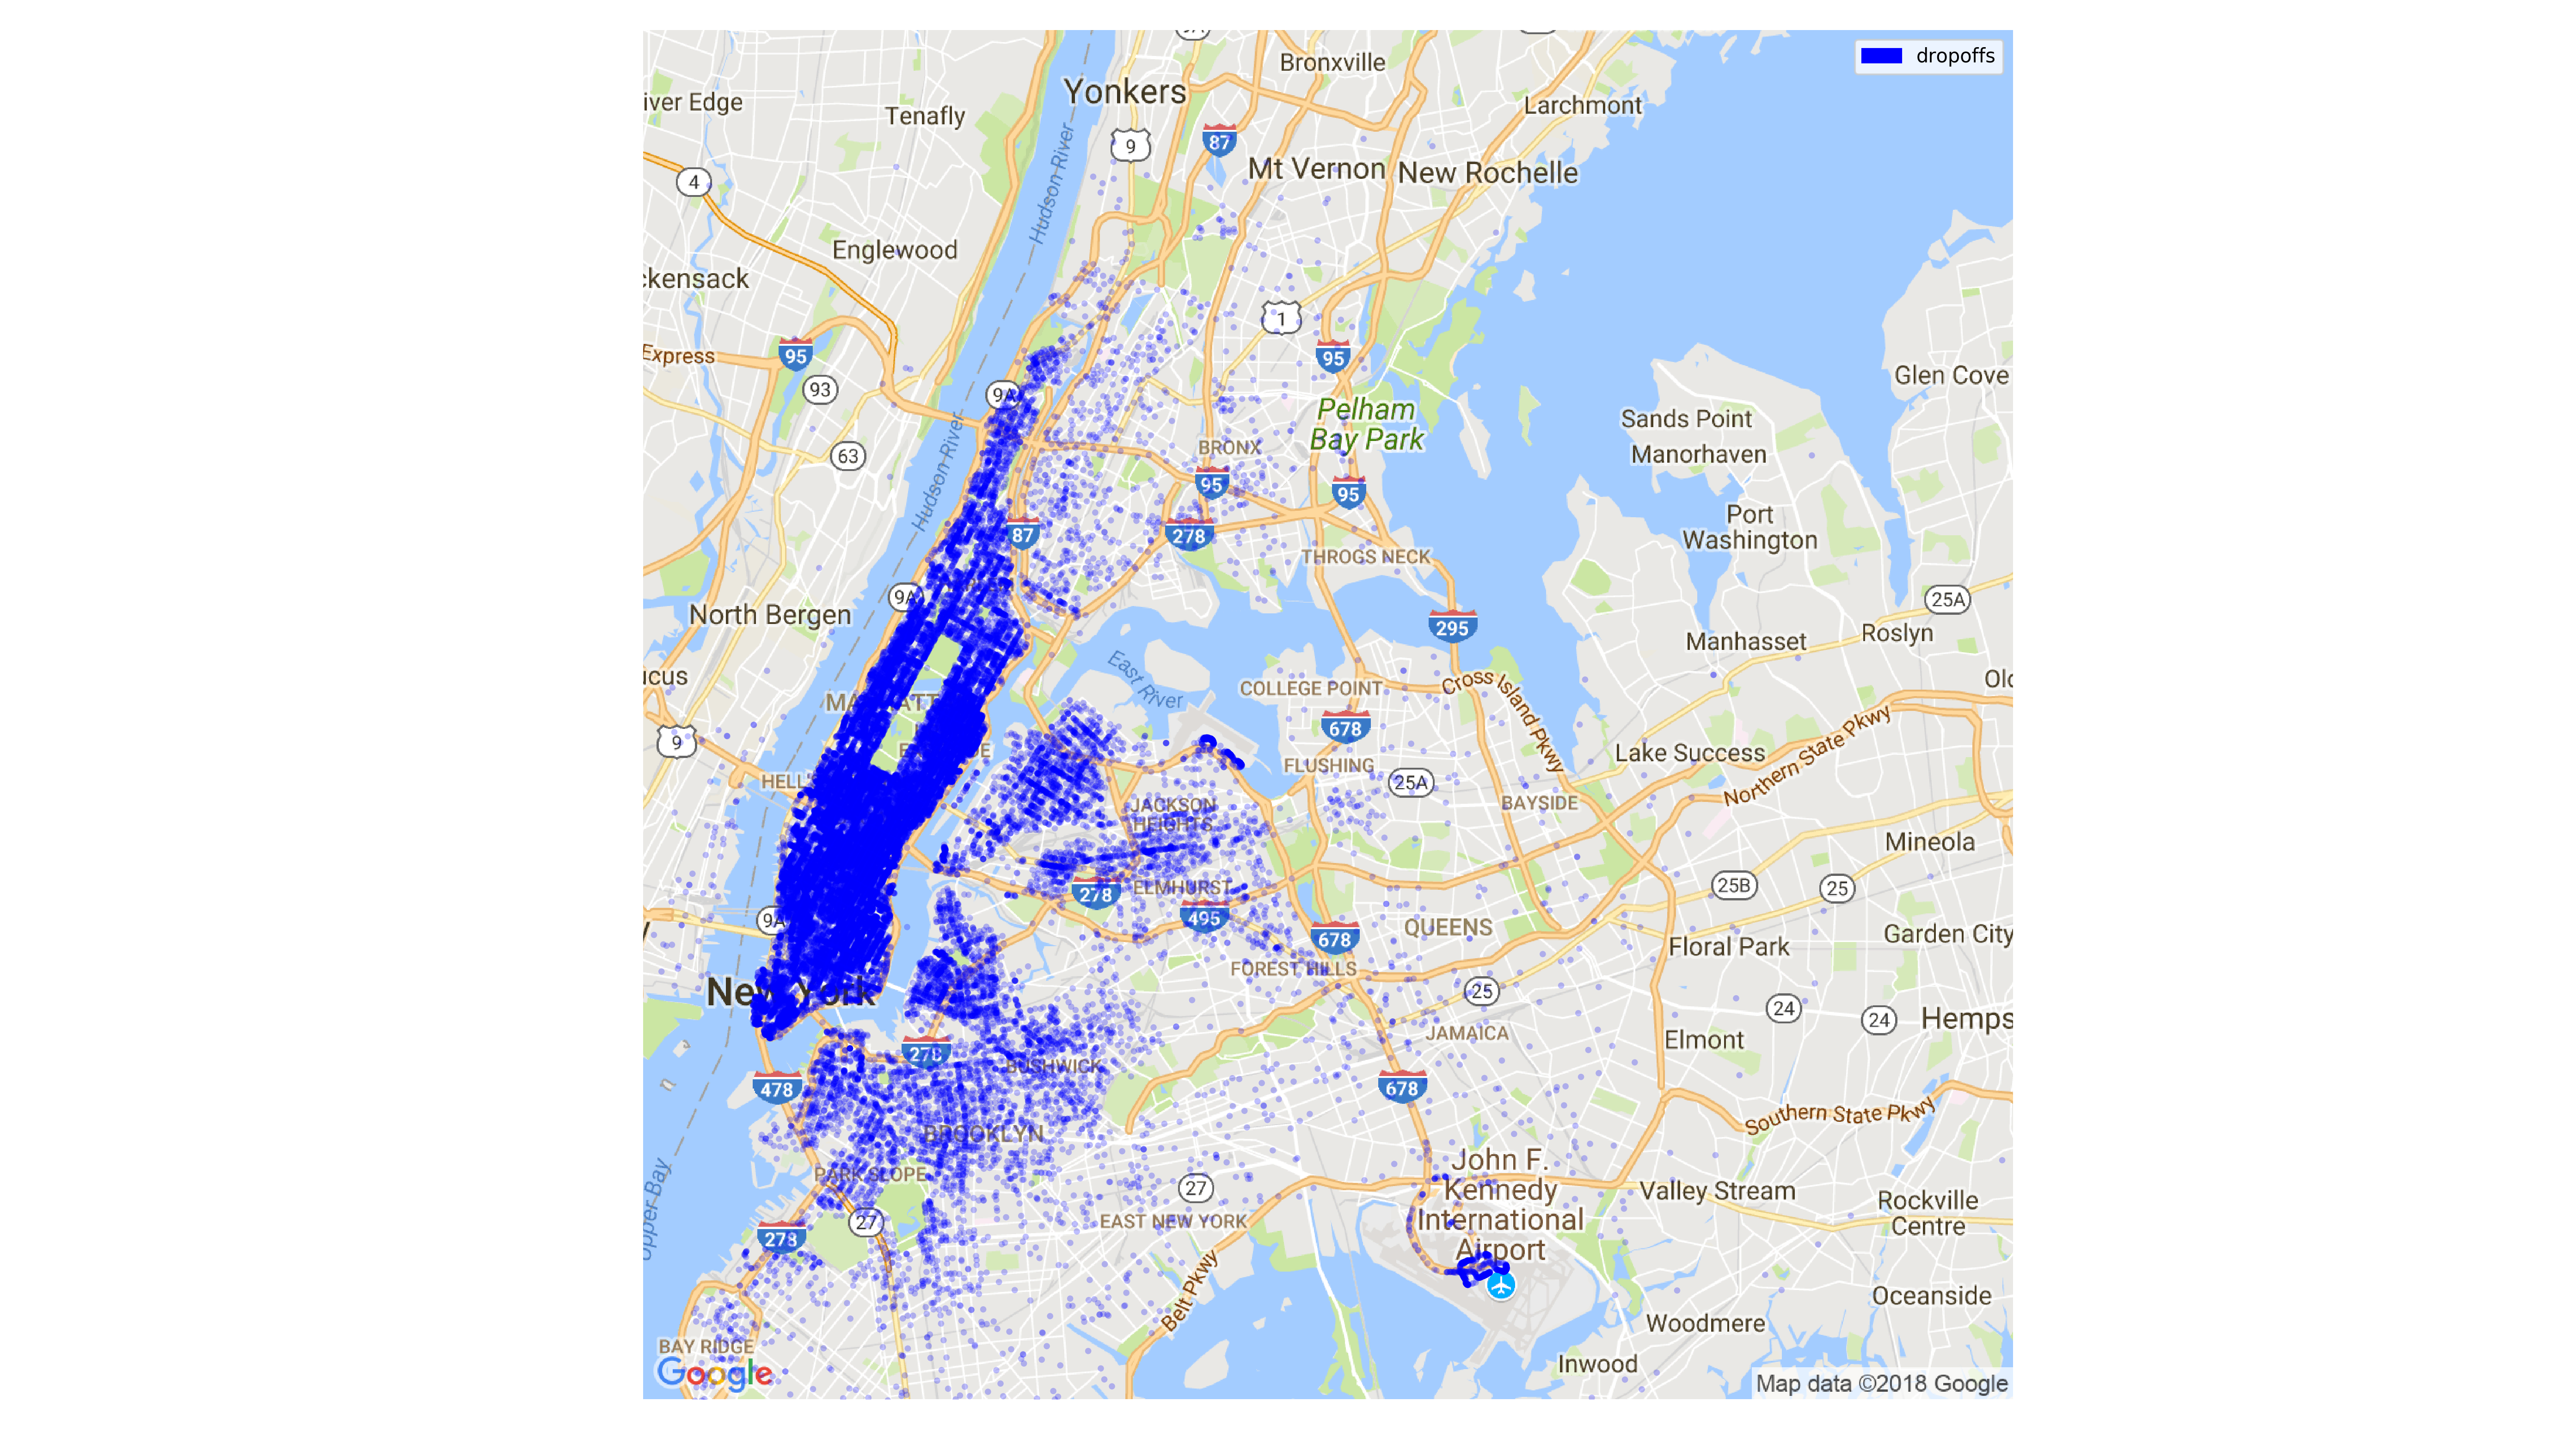 dropoffs
Bronxville
Yonkers
iver Edge
Tenafly
Larchmont
9
87
Hudson River
Mt Vernon
New Rochelle
4
Englewood
ckensack
1
Express
95
95
93
9A
Glen Cove
Pelham
Bay Park
Sands Point
Manorhaven
63
BRONX
Hudson River
95
95
Port
Washington
87
278
THROGS NECK
9A
25A
North Bergen
295
Manhasset
Roslyn
East River
cus
COLLEGE POINT
Cross Island Pkwy
678
9
Lake Success
Northern State Pkwy
FLUSHING
25A
BAYSIDE
JACKSON
HEIGHTS
Mineola
278
ELMHURST
25B
25
495
9A
QUEENS
678
Floral Park
Garden City
FOREST HILLS
New York
25
24
24
Hemps
JAMAICA
Elmont
278
BUSHWICK
478
678
Southern State Pkwy
BROOKLYN
John F.
Kennedy
International
Airport
PARK SLOPE
27
Valley Stream
Rockville
Centre
Upper Bay
27
EAST NEW YORK
278
Belt Pkwy
Oceanside
Woodmere
BAY RIDGE
Inwood
Google
Map data ©2018 Google